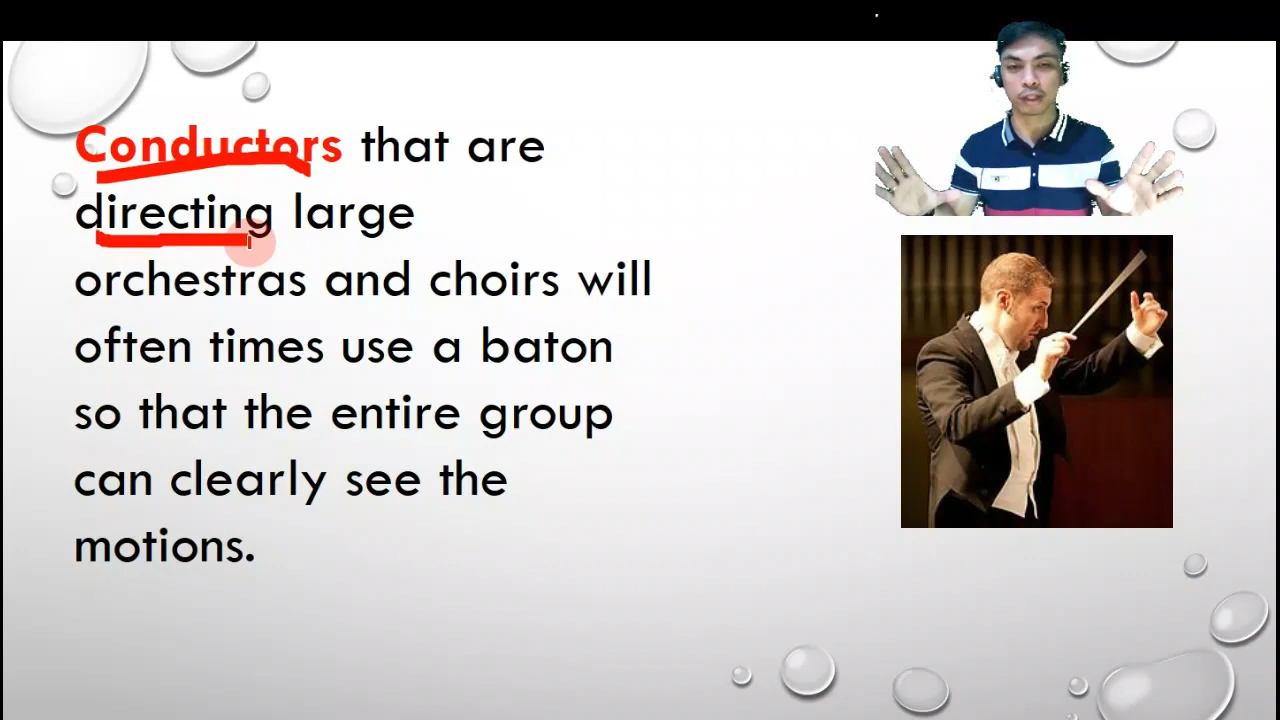 Conductors that are
directing large
orchestras and choirs will
often times use a baton
so that the entire group
can clearly see the
motions.